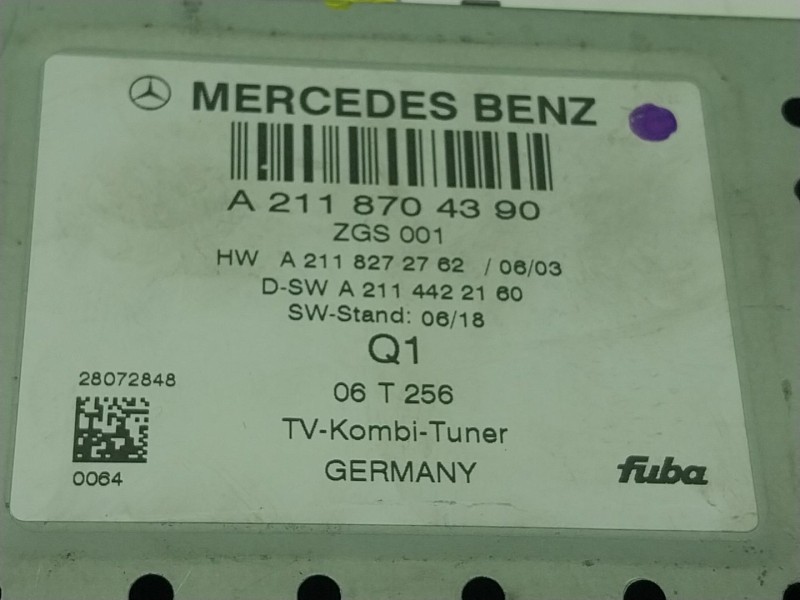 MERCEDES BENZ
A 211 870 43 90
ZGS 001
HW A 211 827 27 62 / 06/03
D-SW A 211 442 21 60
SW-Stand: 06/18
Q1
28072848
06 T 256
TV-Kombi-Tuner
0064
GERMANY
fuba